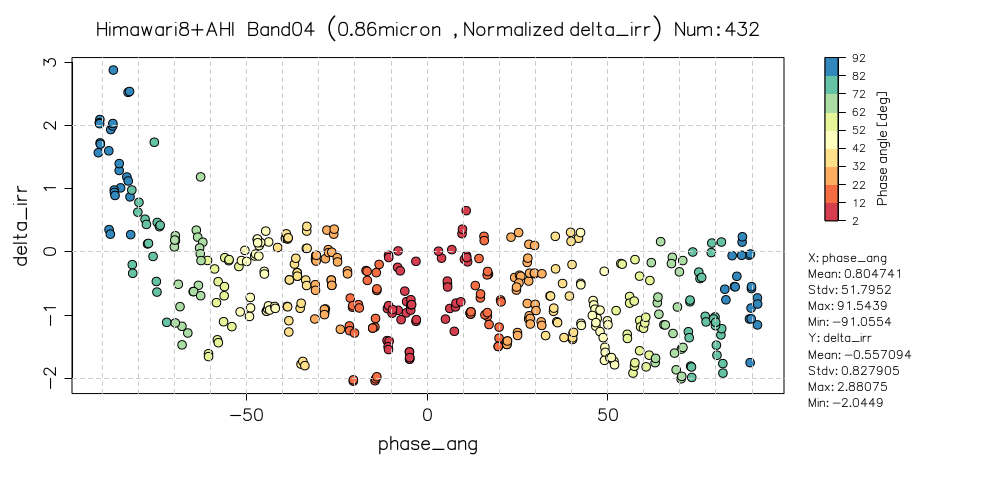 Himawari8+AHI Band04 (0.86micron ,Normalized delta_irr) Num:432
3
2
1
0
−1
−2
delta_irr
−50
0
50
phase_ang
92
82
72
62
52
42
32
22
12
2
Phase angle [deg]
X: phase_ang
Mean: 0.804741
Stdv: 51.7952
Max: 91.5439
Min: −91.0554
Y: delta_irr
Mean: −0.557094
Stdv: 0.827905
Max: 2.88075
Min: −2.0449